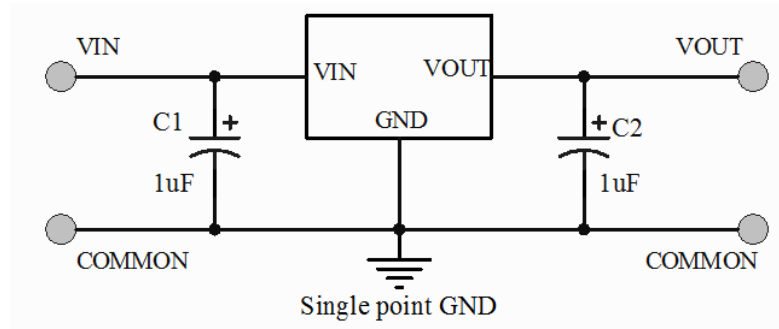 VIN
VOUT
VIN
VOUT
C1
+
GND
+
C2
1uF
1uF
COMMON
COMMON
Single point GND